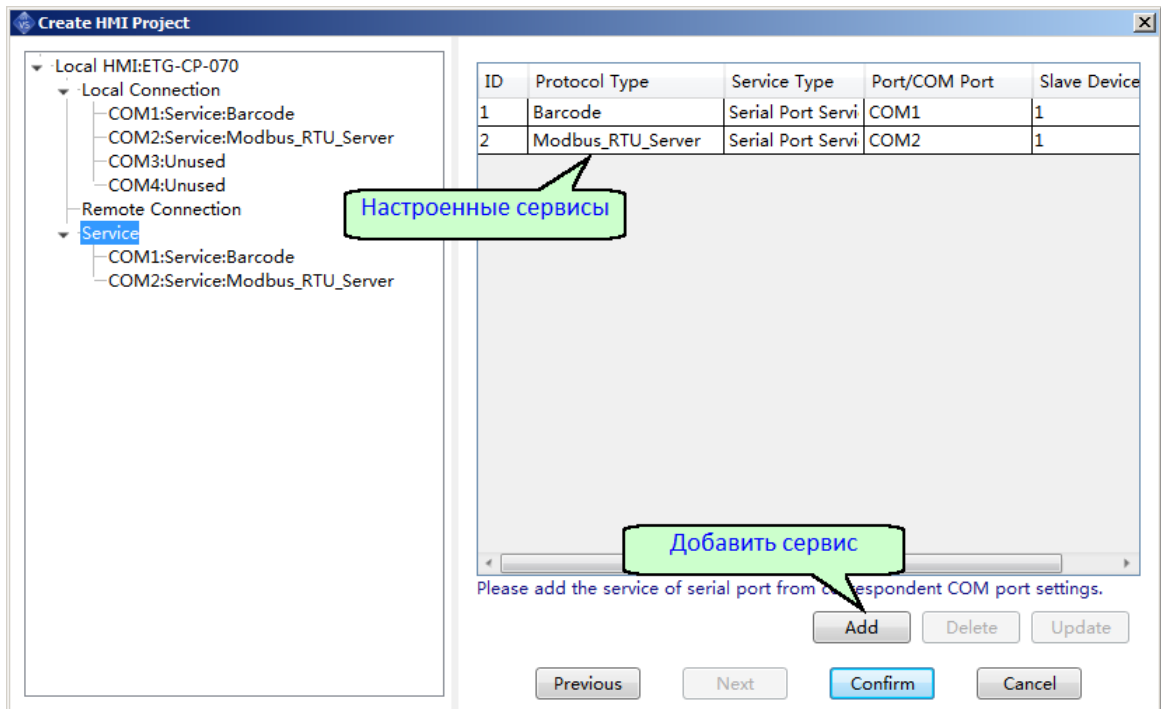 Create HMI Project
Local HMI:ETG-CP-070
Local Connection
COM1:Service:Barcode
COM2:Service:Modbus_RTU_Server
COM3:Unused
COM4:Unused
Remote Connection
Service
COM1:Service:Barcode
COM2:Service:Modbus_RTU_Server
ID Protocol Type Service Type Port/COM Port Slave Device
1 Barcode Serial Port Servi COM1 1
2 Modbus_RTU_Server Serial Port Servi COM2 1
Настроенные сервисы
Добавить сервис
Please add the service of serial port from correspondent COM port settings.
Add Delete Update
Previous Next Confirm Cancel